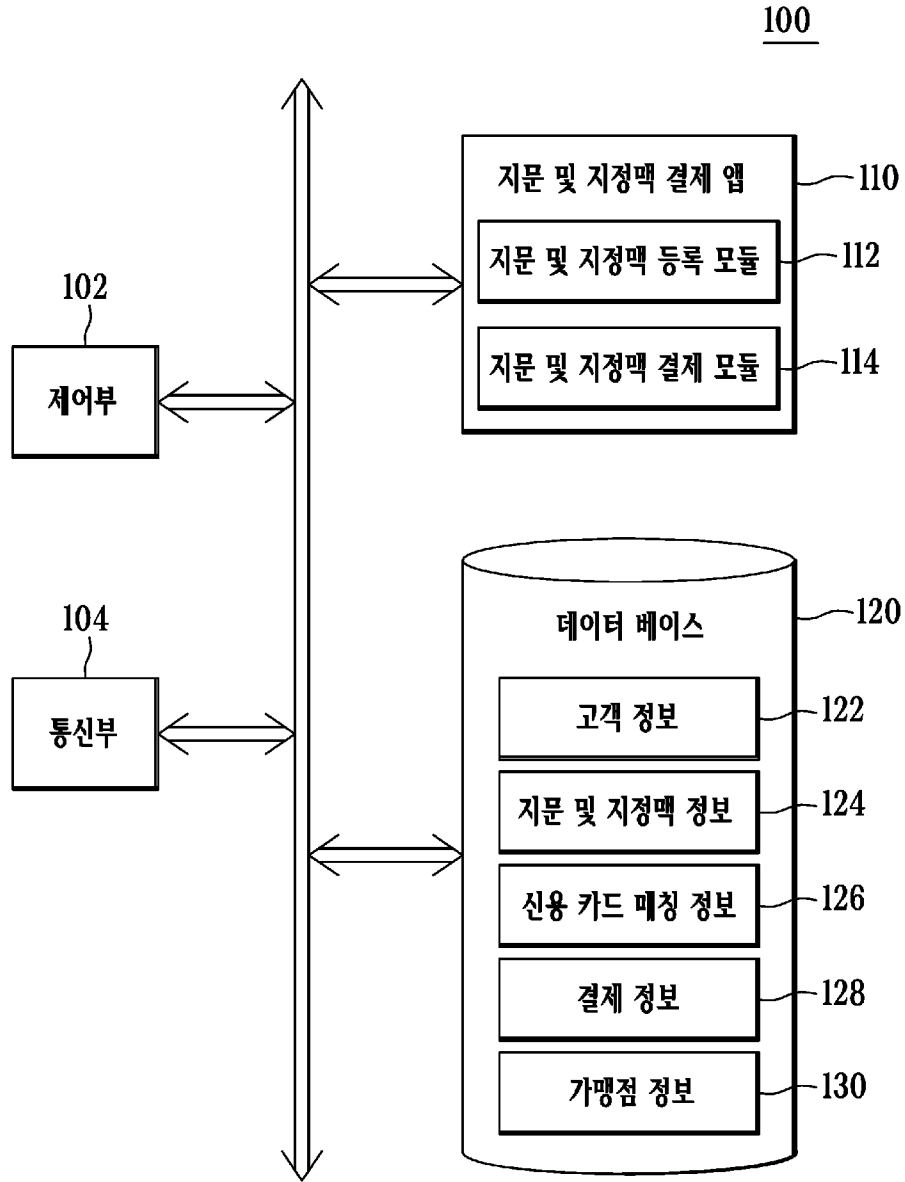 100
지문 및 지정맥 결제 앱
110
지문 및 지정맥 등록 모듈
112
지문 및 지정맥 결제 모듈
114
102
제어부
104
통신부
데이터 베이스
120
고객 정보
122
지문 및 지정맥 정보
124
신용 카드 매칭 정보
126
결제 정보
128
가맹점 정보
130